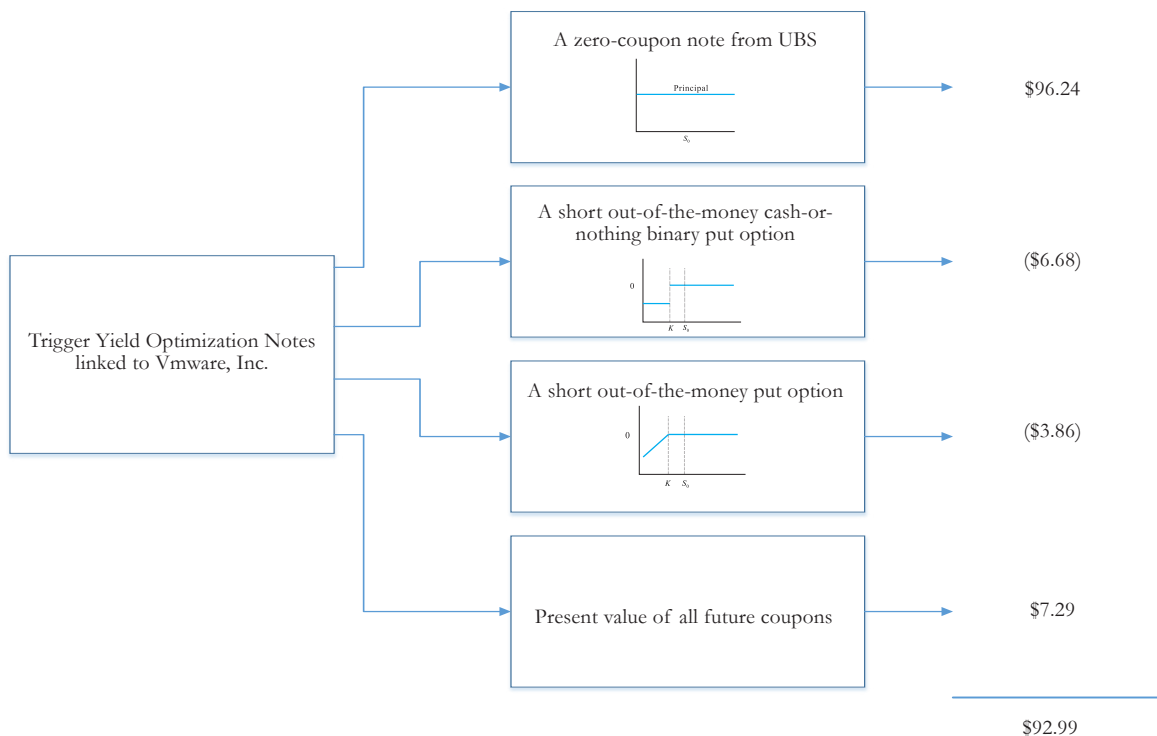 A zero-coupon note from UBS
Principal
S₀
$96.24
A short out-of-the-money cash-or-
nothing binary put option
0
K S₀
($6.68)
Trigger Yield Optimization Notes
linked to Vmware, Inc.
A short out-of-the-money put option
0
K S₀
($3.86)
Present value of all future coupons
$7.29
$92.99